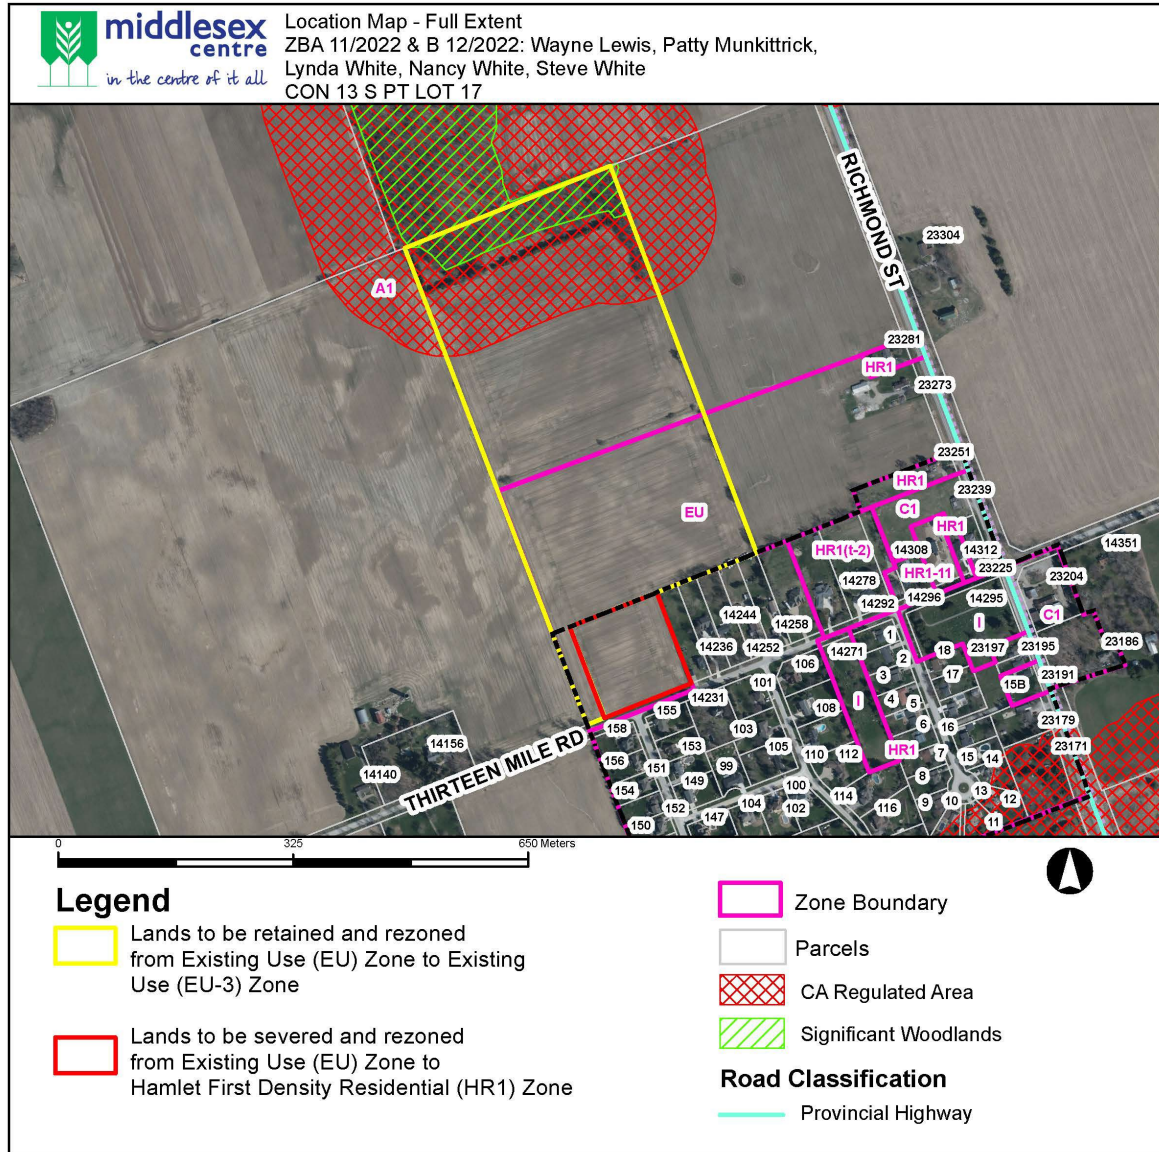 middlesex
centre
in the centre of it all
Location Map - Full Extent
ZBA 11/2022 & B 12/2022: Wayne Lewis, Patty Munkittrick,
Lynda White, Nancy White, Steve White
CON 13 S PT LOT 17
RICHMOND ST
23304
A1
23281
HR1
23273
23251
HR1
23239
C1
EU
HR1
14351
HR1(t-2)
14308
14312
23225
HR1-11
23204
14278
14296
14295
14292
14244
I
C1
14258
1
23186
14236
14252
14271
18
23197
23195
2
106
3
17
101
23191
15B
14231
4
I
108
5
155
23179
6
16
158
103
HR1
23171
THIRTEEN MILE RD
14156
153
105
110
112
7
15
14
156
151
99
14140
8
149
100
13
154
114
12
104
9
10
152
102
116
147
11
150
0
325
650 Meters
Legend
Lands to be retained and rezoned
from Existing Use (EU) Zone to Existing
Use (EU-3) Zone
Lands to be severed and rezoned
from Existing Use (EU) Zone to
Hamlet First Density Residential (HR1) Zone
Zone Boundary
Parcels
CA Regulated Area
Significant Woodlands
Road Classification
Provincial Highway